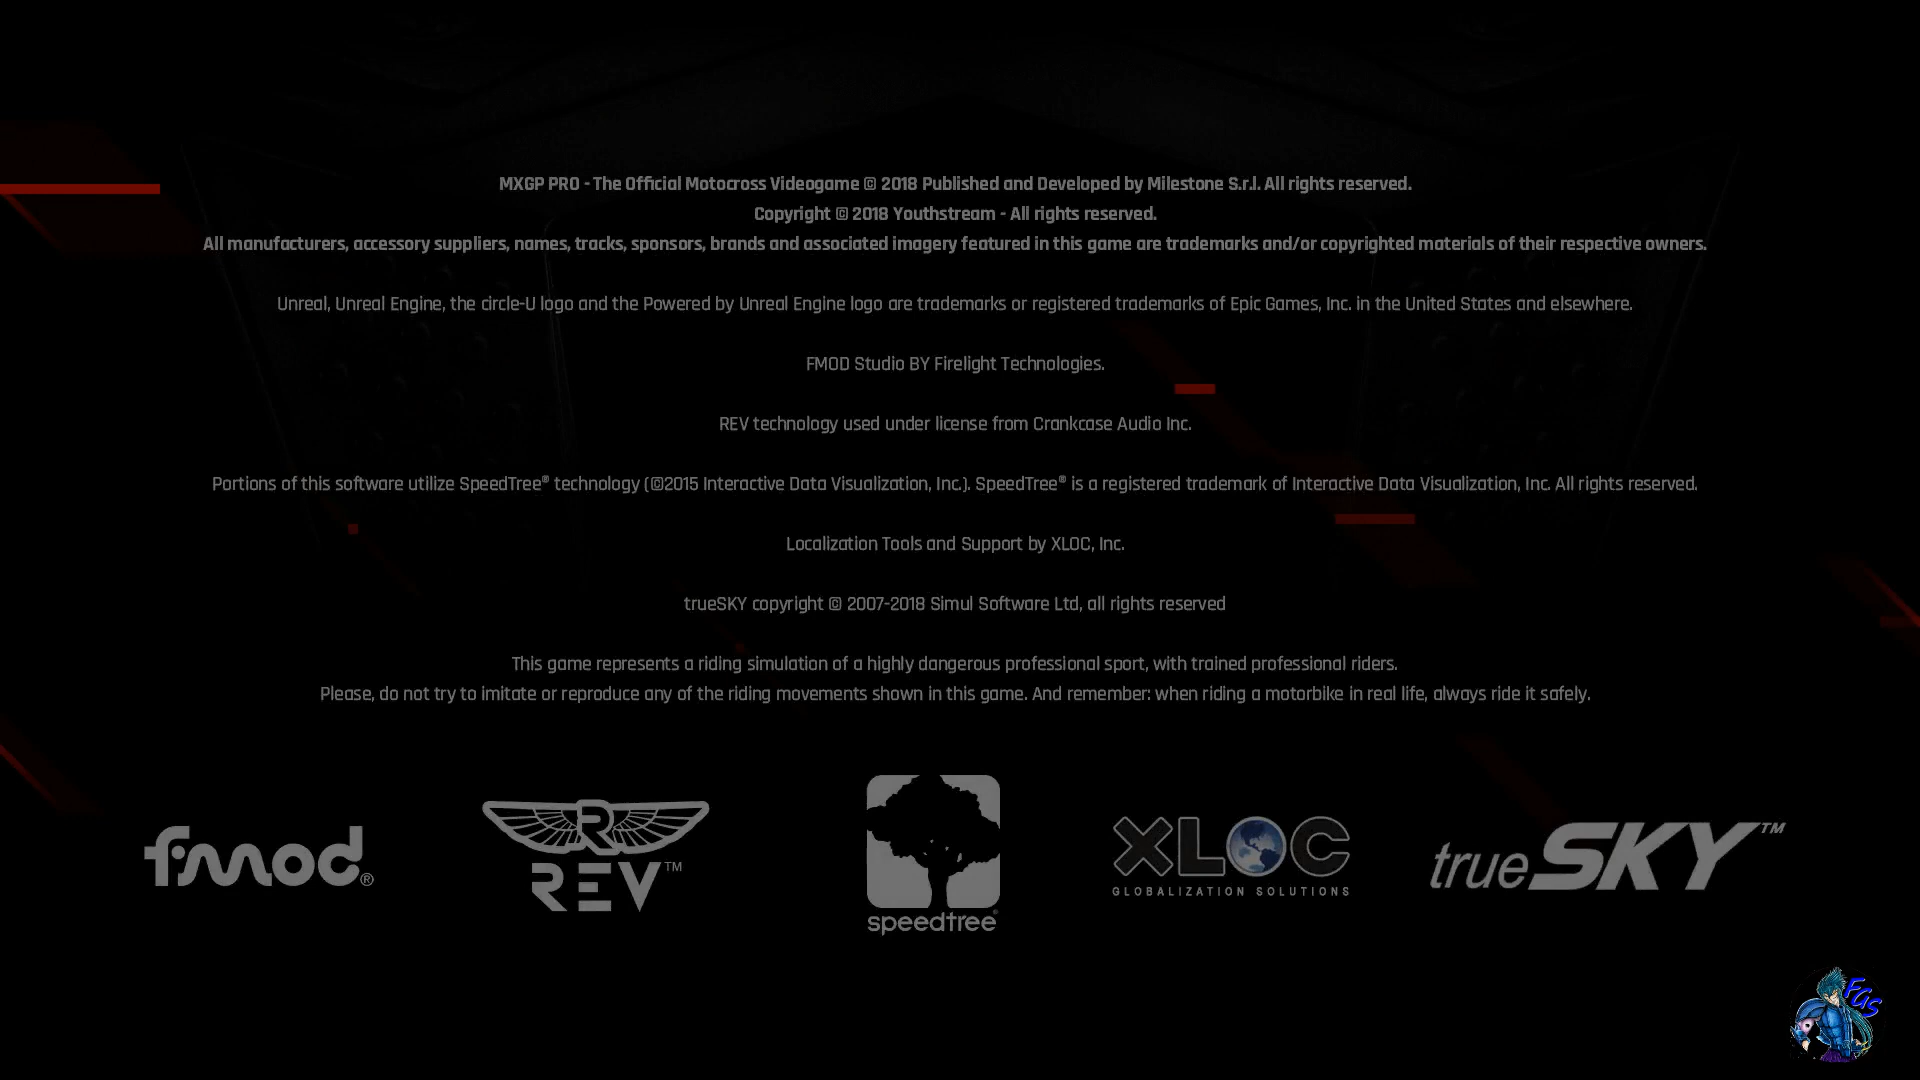 MXGP PRO - The Official Motocross Videogame © 2018 Published and Developed by Milestone S.r.l. All rights reserved.
Copyright © 2018 Youthstream - All rights reserved.
All manufacturers, accessory suppliers, names, tracks, sponsors, brands and associated imagery featured in this game are trademarks and/or copyrighted materials of their respective owners.
Unreal, Unreal Engine, the circle-U logo and the Powered by Unreal Engine logo are trademarks or registered trademarks of Epic Games, Inc. in the United States and elsewhere.
FMOD Studio BY Firelight Technologies.
REV technology used under license from Crankcase Audio Inc.
Portions of this software utilize SpeedTree® technology (©2015 Interactive Data Visualization, Inc.). SpeedTree® is a registered trademark of Interactive Data Visualization, Inc. All rights reserved.
Localization Tools and Support by XLOC, Inc.
trueSKY copyright © 2007-2018 Simul Software Ltd, all rights reserved
This game represents a riding simulation of a highly dangerous professional sport, with trained professional riders.
Please, do not try to imitate or reproduce any of the riding movements shown in this game. And remember: when riding a motorbike in real life, always ride it safely.
fmod®
R
REV™
speedtree®
XLOC
GLOBALIZATION SOLUTIONS
trueSKY™
FGS